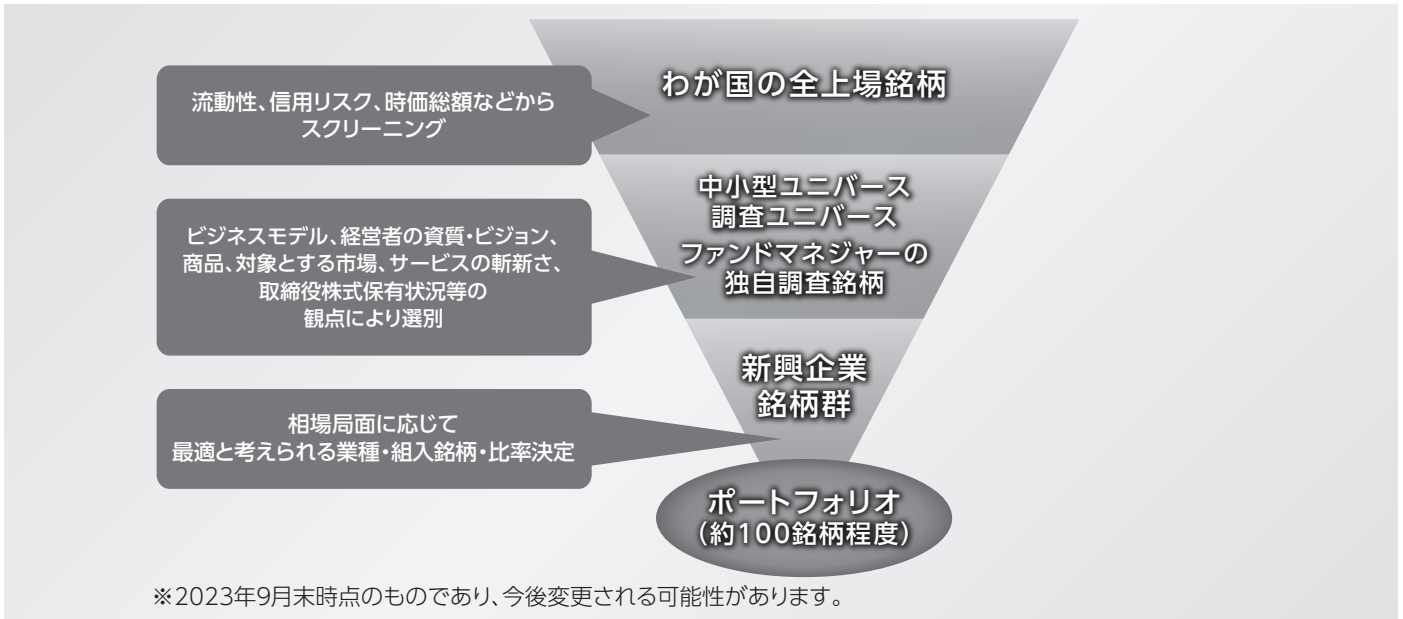 わが国の全上場銘柄
流動性、信用リスク、時価総額などから
スクリーニング
中小型ユニバース
調査ユニバース
ファンドマネジャーの
独自調査銘柄
ビジネスモデル、経営者の資質・ビジョン、
商品、対象とする市場、サービスの斬新さ、
取締役株式保有状況等の
観点により選別
新興企業
銘柄群
相場局面に応じて
最適と考えられる業種・組入銘柄・比率決定
ポートフォリオ
（約100銘柄程度）
※2023年9月末時点のものであり、今後変更される可能性があります。